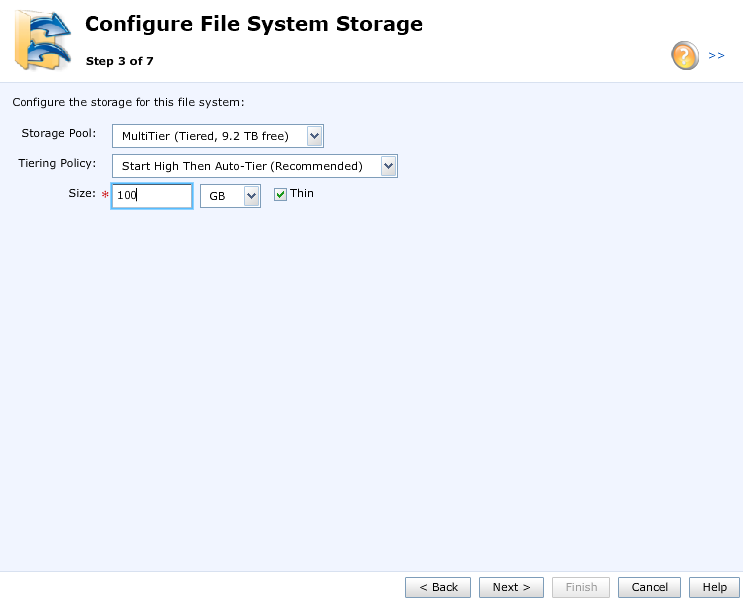 Configure File System Storage
Step 3 of 7
? >>
Configure the storage for this file system:
Storage Pool: MultiTier (Tiered, 9.2 TB free)
Tiering Policy: Start High Then Auto-Tier (Recommended)
Size: * 100 GB Thin
< Back Next > Finish Cancel Help